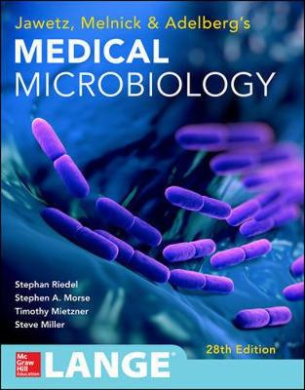 Jawetz, Melnick & Adelberg's
MEDICAL
MICROBIOLOGY
Stephan Riedel
Stephen A. Morse
Timothy Mietzner
Steve Miller
Mc
Graw
Hill
Education
LANGE®
28th Edition